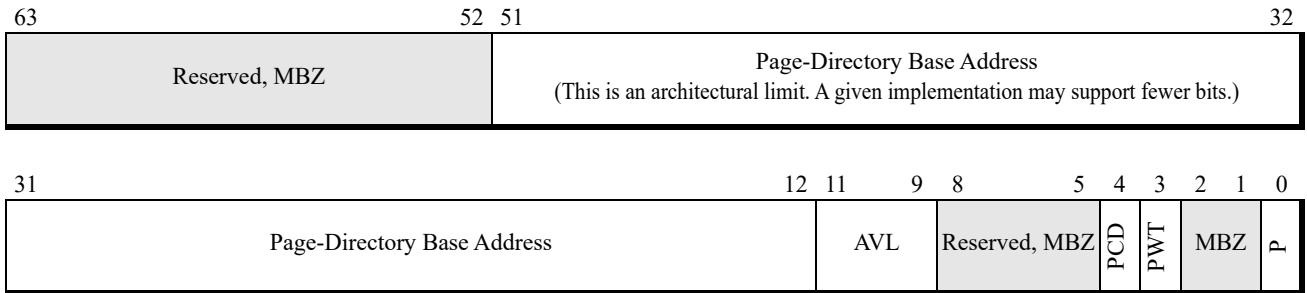 63 52 51 32
Reserved, MBZ
Page-Directory Base Address
(This is an architectural limit. A given implementation may support fewer bits.)
31 12 11 9 8 5 4 3 2 1 0
Page-Directory Base Address AVL Reserved, MBZ PCD PWT MBZ P